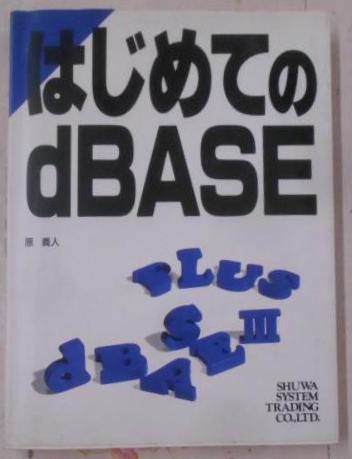 はじめての
dBASE
原 義人
PLUS
dBASE III
SHUWA
SYSTEM
TRADING
CO.,LTD.